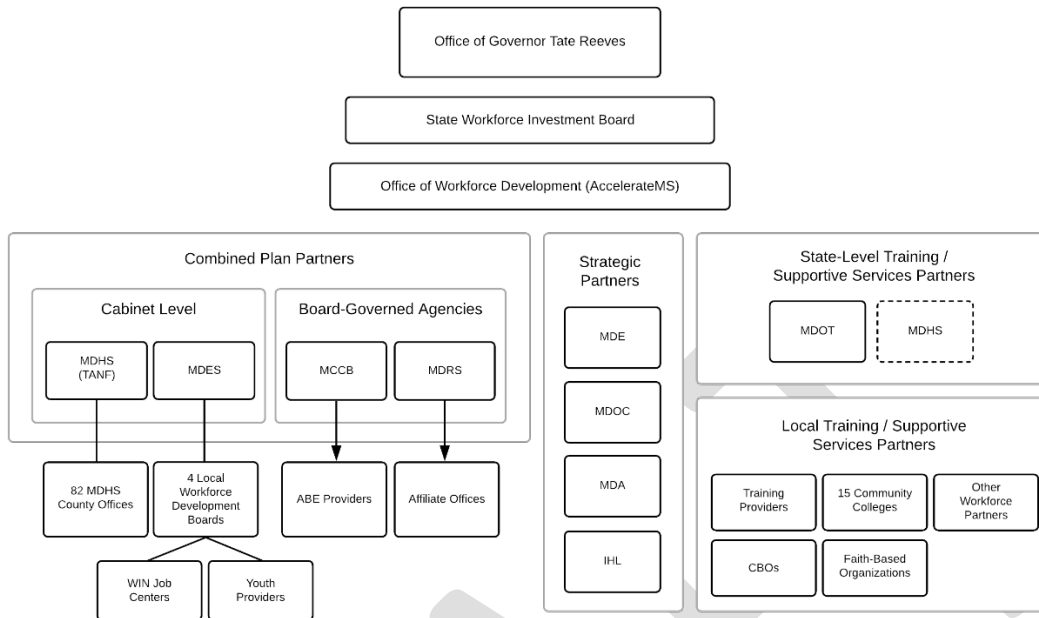 Office of Governor Tate Reeves
State Workforce Investment Board
Office of Workforce Development (AccelerateMS)
Combined Plan Partners
Cabinet Level
MDHS
(TANF)
MDES
Board-Governed Agencies
MCCB
MDRS
82 MDHS
County Offices
4 Local
Workforce
Development
Boards
ABE Providers
Affiliate Offices
WIN Job
Centers
Youth
Providers
Strategic
Partners
MDE
MDOC
MDA
IHL
State-Level Training /
Supportive Services Partners
MDOT
MDHS
Local Training / Supportive
Services Partners
Training
Providers
15 Community
Colleges
Other
Workforce
Partners
CBOs
Faith-Based
Organizations